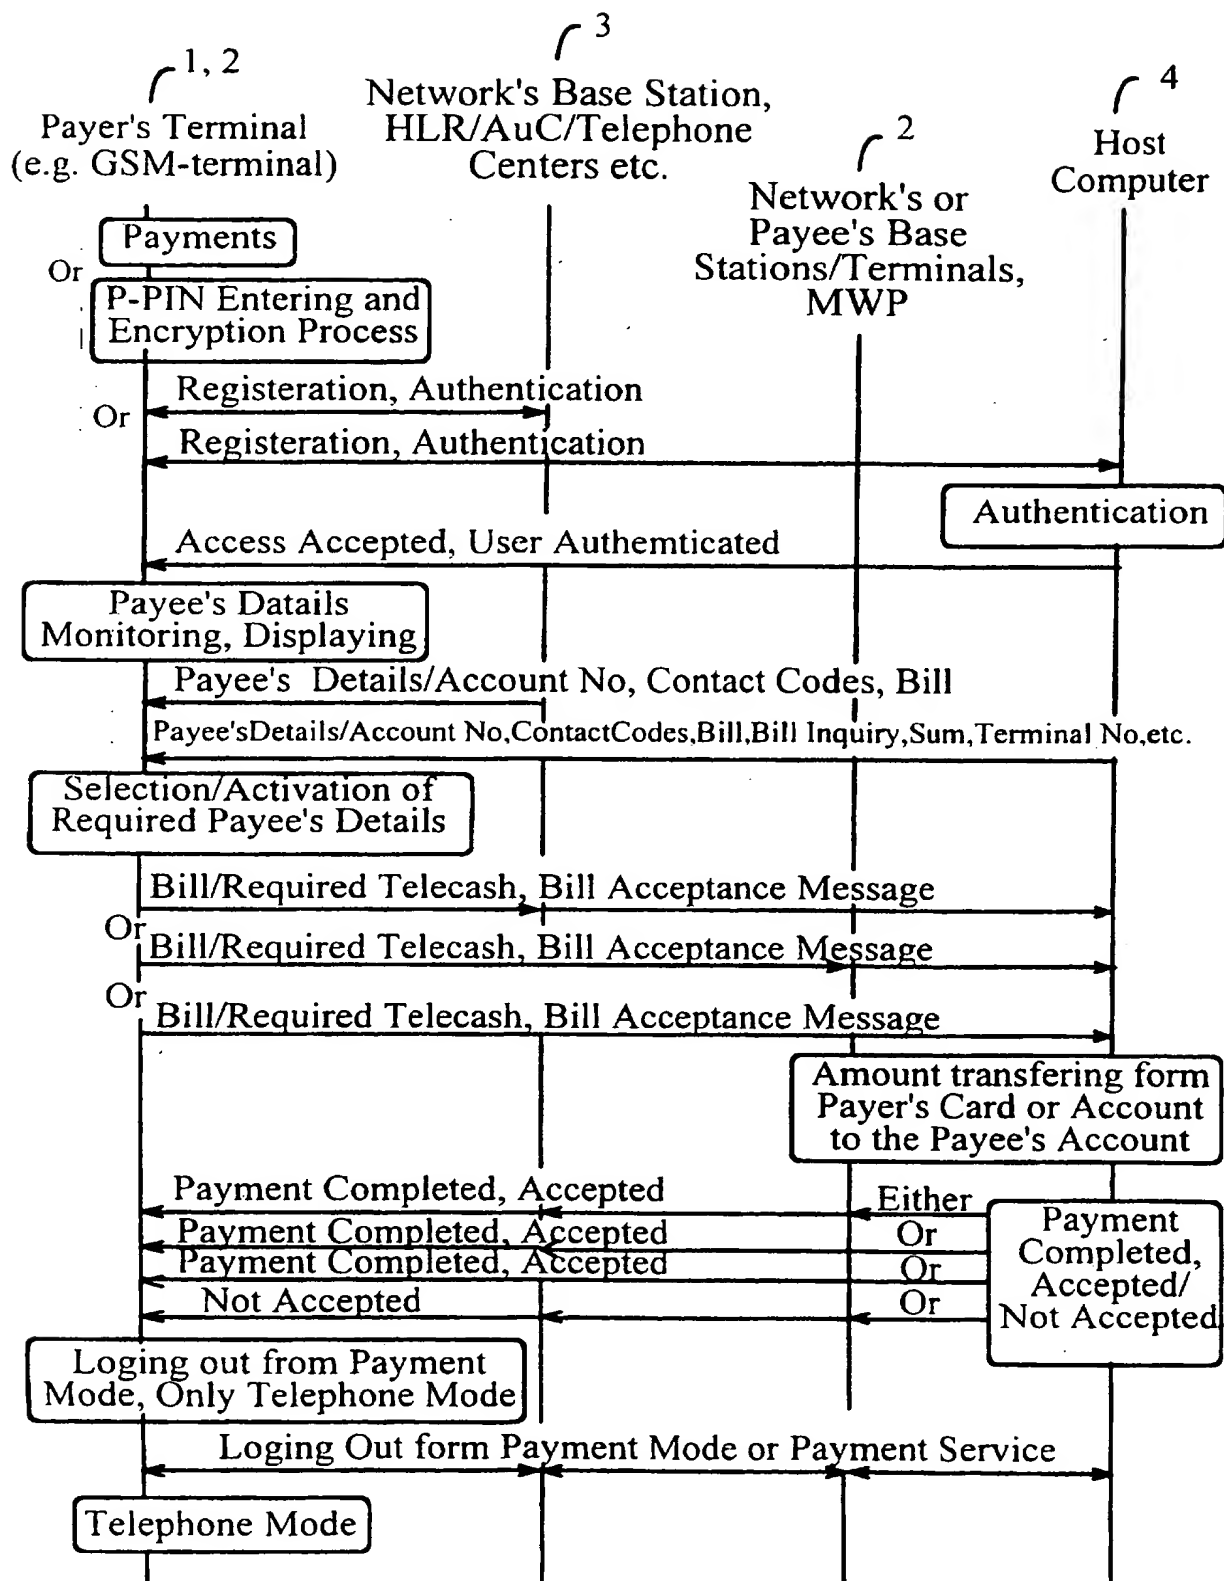 1, 2
Payer's Terminal
(e.g. GSM-terminal)
3
Network's Base Station,
HLR/AuC/Telephone
Centers etc.
2
Network's or
Payee's Base
Stations/Terminals,
MWP
4
Host
Computer
Payments
Or
P-PIN Entering and
Encryption Process
Registeration, Authentication
Or
Registeration, Authentication
Authentication
Access Accepted, User Authemticated
Payee's Datails
Monitoring, Displaying
Payee's Details/Account No, Contact Codes, Bill
Payee'sDetails/Account No,ContactCodes,Bill,Bill Inquiry,Sum,Terminal No,etc.
Selection/Activation of
Required Payee's Details
Bill/Required Telecash, Bill Acceptance Message
Or
Bill/Required Telecash, Bill Acceptance Message
Or
Bill/Required Telecash, Bill Acceptance Message
Amount transfering form
Payer's Card or Account
to the Payee's Account
Payment Completed, Accepted
Either
Payment Completed, Accepted
Or
Payment Completed, Accepted
Or
Not Accepted
Or
Payment
Completed,
Accepted/
Not Accepted
Loging out from Payment
Mode, Only Telephone Mode
Loging Out form Payment Mode or Payment Service
Telephone Mode